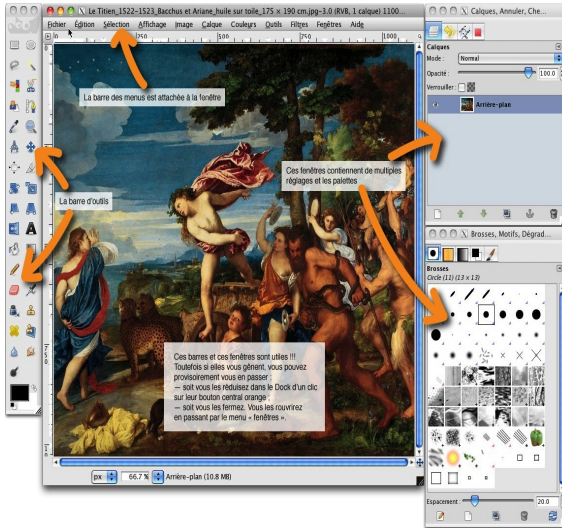 Le Titien_1522–1523_Bacchus et Ariane_huile sur toile_175 × 190 cm.jpg-3.0 (RVB, 1 calque) 1100...
Fichier Édition Sélection Affichage Image Calque Couleurs Outils Filtres Fenêtres Aide
0 250 500 750 1000
La barre des menus est attachée à la fenêtre
La barre d'outils
Ces fenêtres contiennent de multiples
réglages et les palettes
Ces barres et ces fenêtres sont utiles !!!
Toutefois si elles vous gênent, vous pouvez
provisoirement vous en passer :
— soit vous les réduisez dans le Dock d'un clic
sur leur bouton central orange ;
— soit vous les fermez. Vous les rouvrirez
en passant par le menu « fenêtres ».
px 66.7 % Arrière-plan (10.8 MB)
Calques, Annuler, Che...
Calques
Mode : Normal
Opacité : 100.0
Verrouiller :
Arrière-plan
Brosses, Motifs, Dégrad...
Brosses
Circle (11) (13 × 13)
Espacement : 20.0